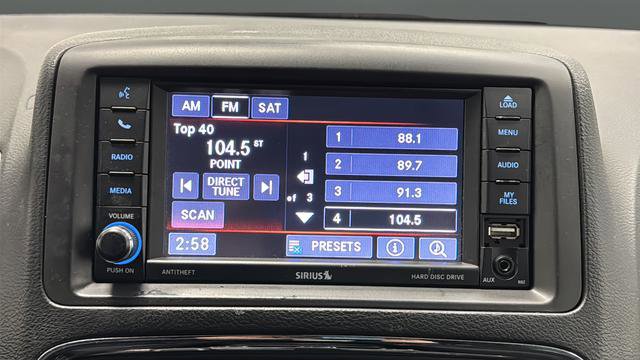 AM FM SAT
LOAD
Top 40
104.5 ST
POINT
DIRECT
TUNE
SCAN
2:58
1
of 3
1 88.1
2 89.7
3 91.3
4 104.5
PRESETS
RADIO
MEDIA
VOLUME
PUSH ON
MENU
AUDIO
MY
FILES
AUX
ANTITHEFT
SIRIUS
HARD DISC DRIVE